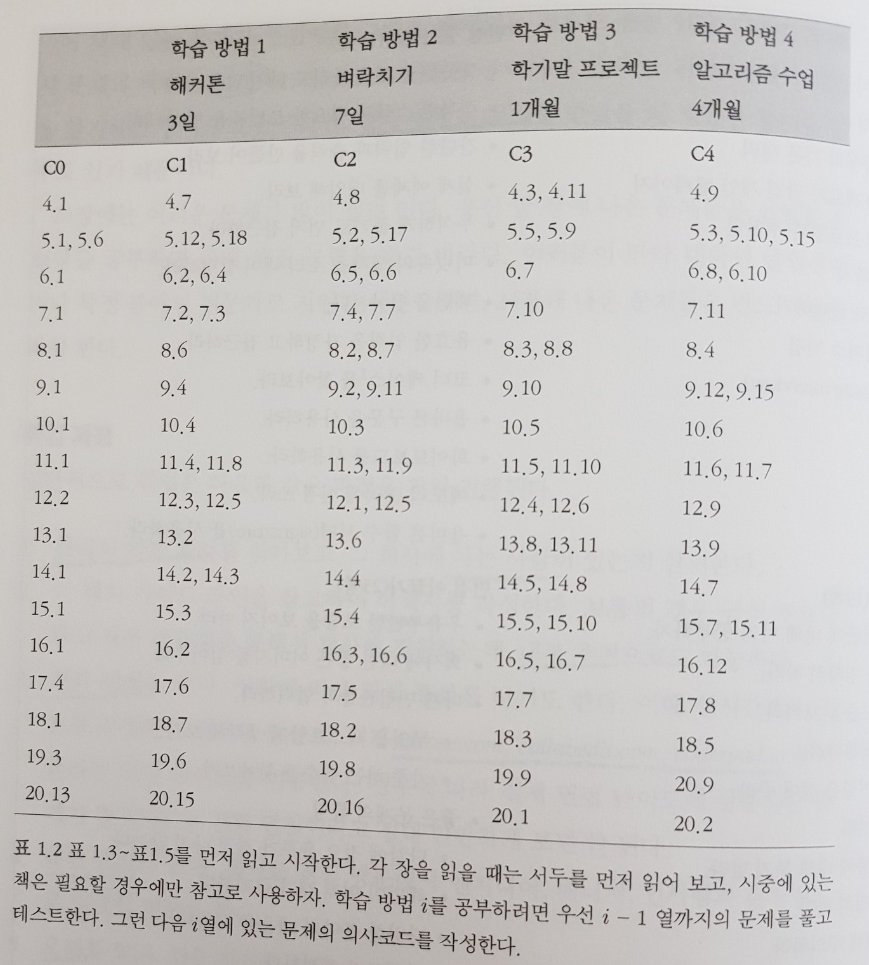 학습 방법 1 학습 방법 2 학습 방법 3 학습 방법 4
해커톤 벼락치기 학기말 프로젝트 알고리즘 수업
3일 7일 1개월 4개월
C0 C1 C2 C3 C4
4.1 4.7 4.8 4.3, 4.11 4.9
5.1, 5.6 5.12, 5.18 5.2, 5.17 5.5, 5.9 5.3, 5.10, 5.15
6.1 6.2, 6.4 6.5, 6.6 6.7 6.8, 6.10
7.1 7.2, 7.3 7.4, 7.7 7.10 7.11
8.1 8.6 8.2, 8.7 8.3, 8.8 8.4
9.1 9.4 9.2, 9.11 9.10 9.12, 9.15
10.1 10.4 10.3 10.5 10.6
11.1 11.4, 11.8 11.3, 11.9 11.5, 11.10 11.6, 11.7
12.2 12.3, 12.5 12.1, 12.5 12.4, 12.6 12.9
13.1 13.2 13.6 13.8, 13.11 13.9
14.1 14.2, 14.3 14.4 14.5, 14.8 14.7
15.1 15.3 15.4 15.5, 15.10 15.7, 15.11
16.1 16.2 16.3, 16.6 16.5, 16.7 16.12
17.4 17.6 17.5 17.7 17.8
18.1 18.7 18.2 18.3 18.5
19.3 19.6 19.8 19.9 20.9
20.13 20.15 20.16 20.1 20.2
표 1.2 표 1.3~표1.5를 먼저 읽고 시작한다. 각 장을 읽을 때는 서두를 먼저 읽어 보고, 시중에 있는
책은 필요할 경우에만 참고로 사용하자. 학습 방법 i를 공부하려면 우선 i − 1 열까지의 문제를 풀고
테스트한다. 그런 다음 i열에 있는 문제의 의사코드를 작성한다.